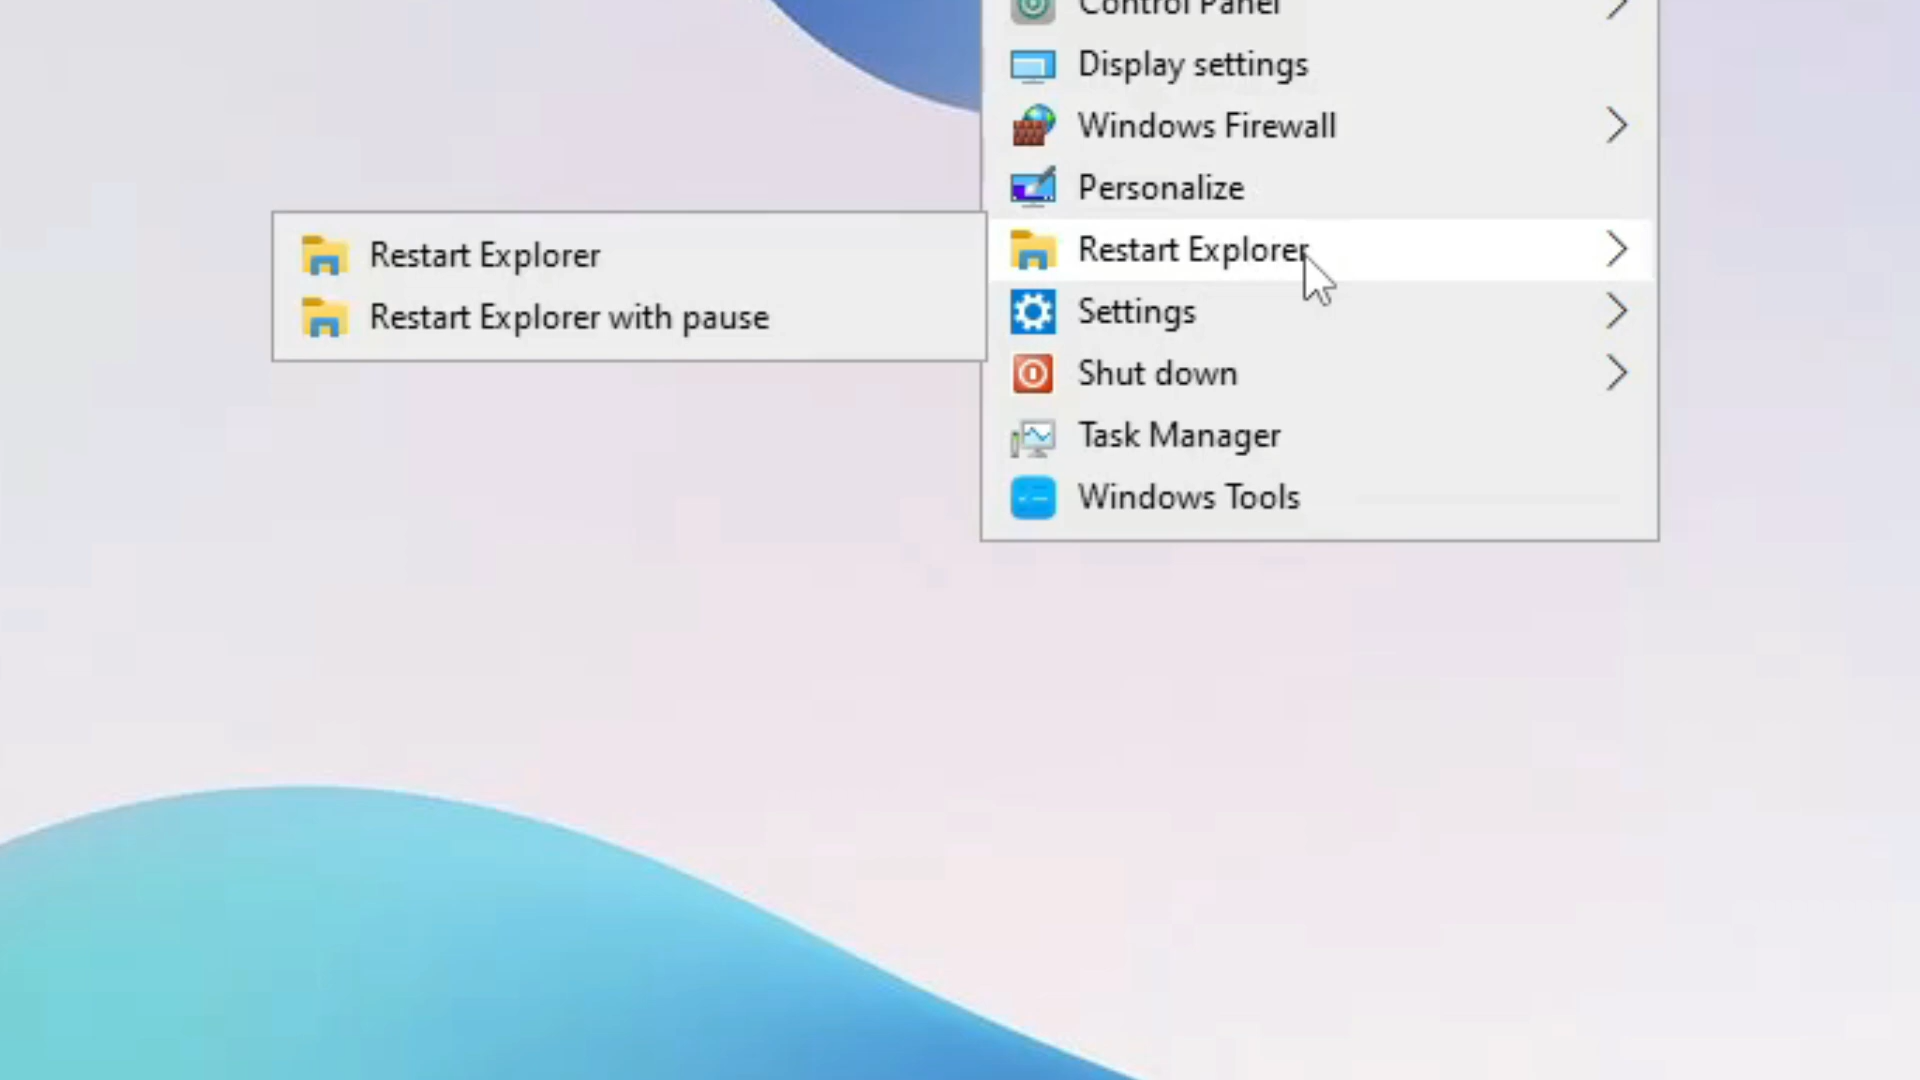 Control Panel
Display settings
Windows Firewall
Personalize
Restart Explorer
Settings
Shut down
Task Manager
Windows Tools
Restart Explorer
Restart Explorer with pause